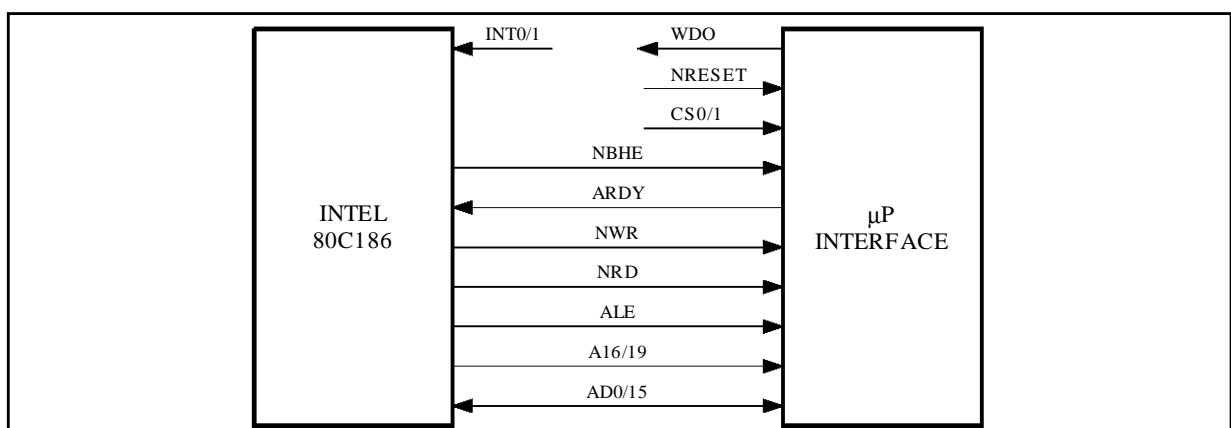 INT0/1
WDO
NRESET
CS0/1
NBHE
ARDY
INTEL
80C186
µP
INTERFACE
NWR
NRD
ALE
A16/19
AD0/15